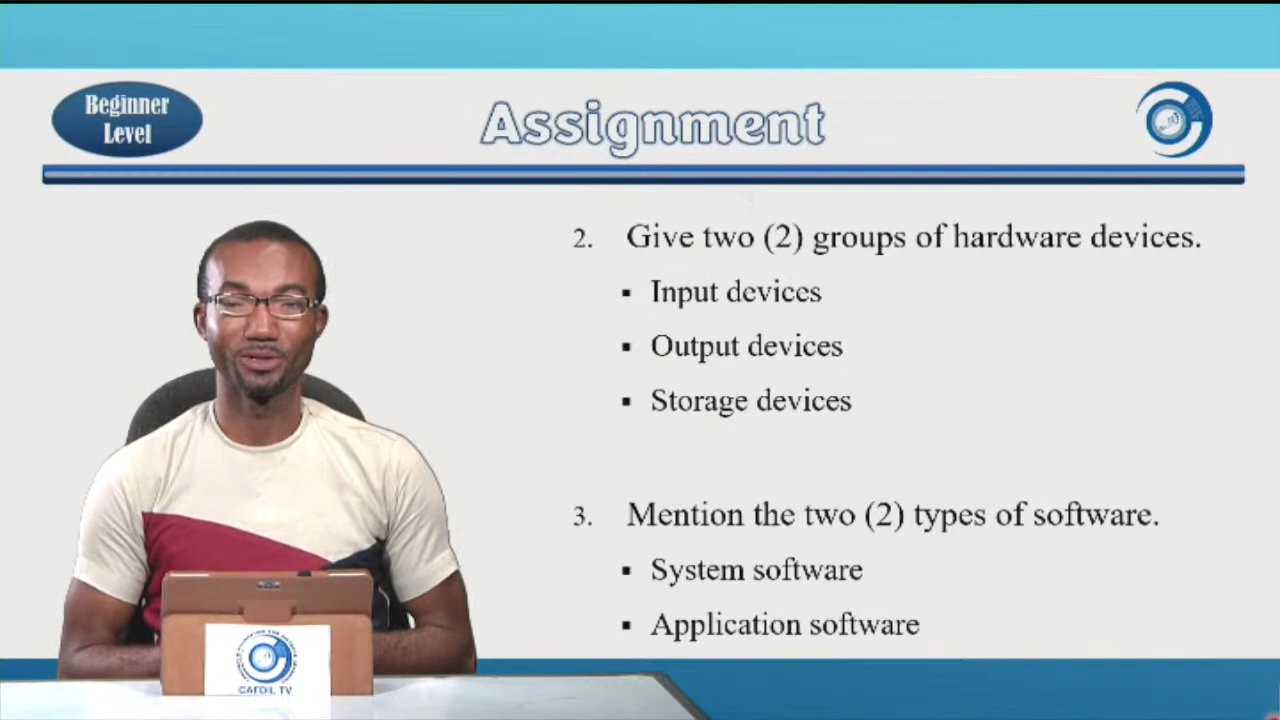 Beginner
Level
Assignment
2. Give two (2) groups of hardware devices.
▪ Input devices
▪ Output devices
▪ Storage devices
3. Mention the two (2) types of software.
▪ System software
▪ Application software
CAFDIL TV